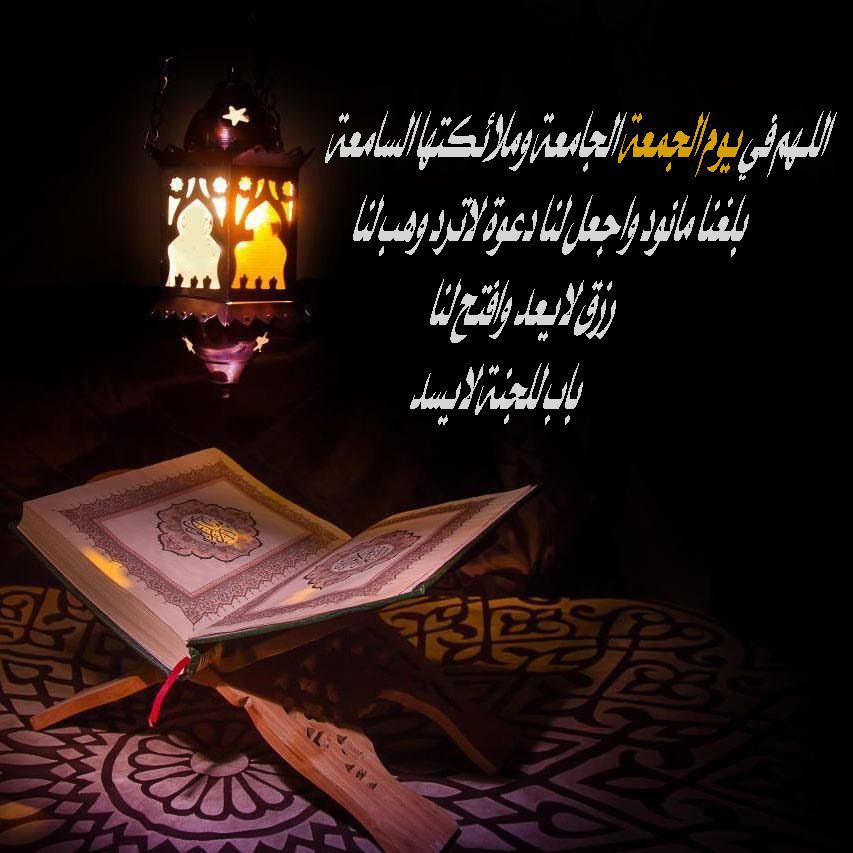 اللهم في يوم الجمعة الجامعة وملائكتها السامعة
بلغنا مانود واجعل لنا دعوة لاترد وهب لنا
رزق لايعد وافتح لنا
باب للجنة لايسد